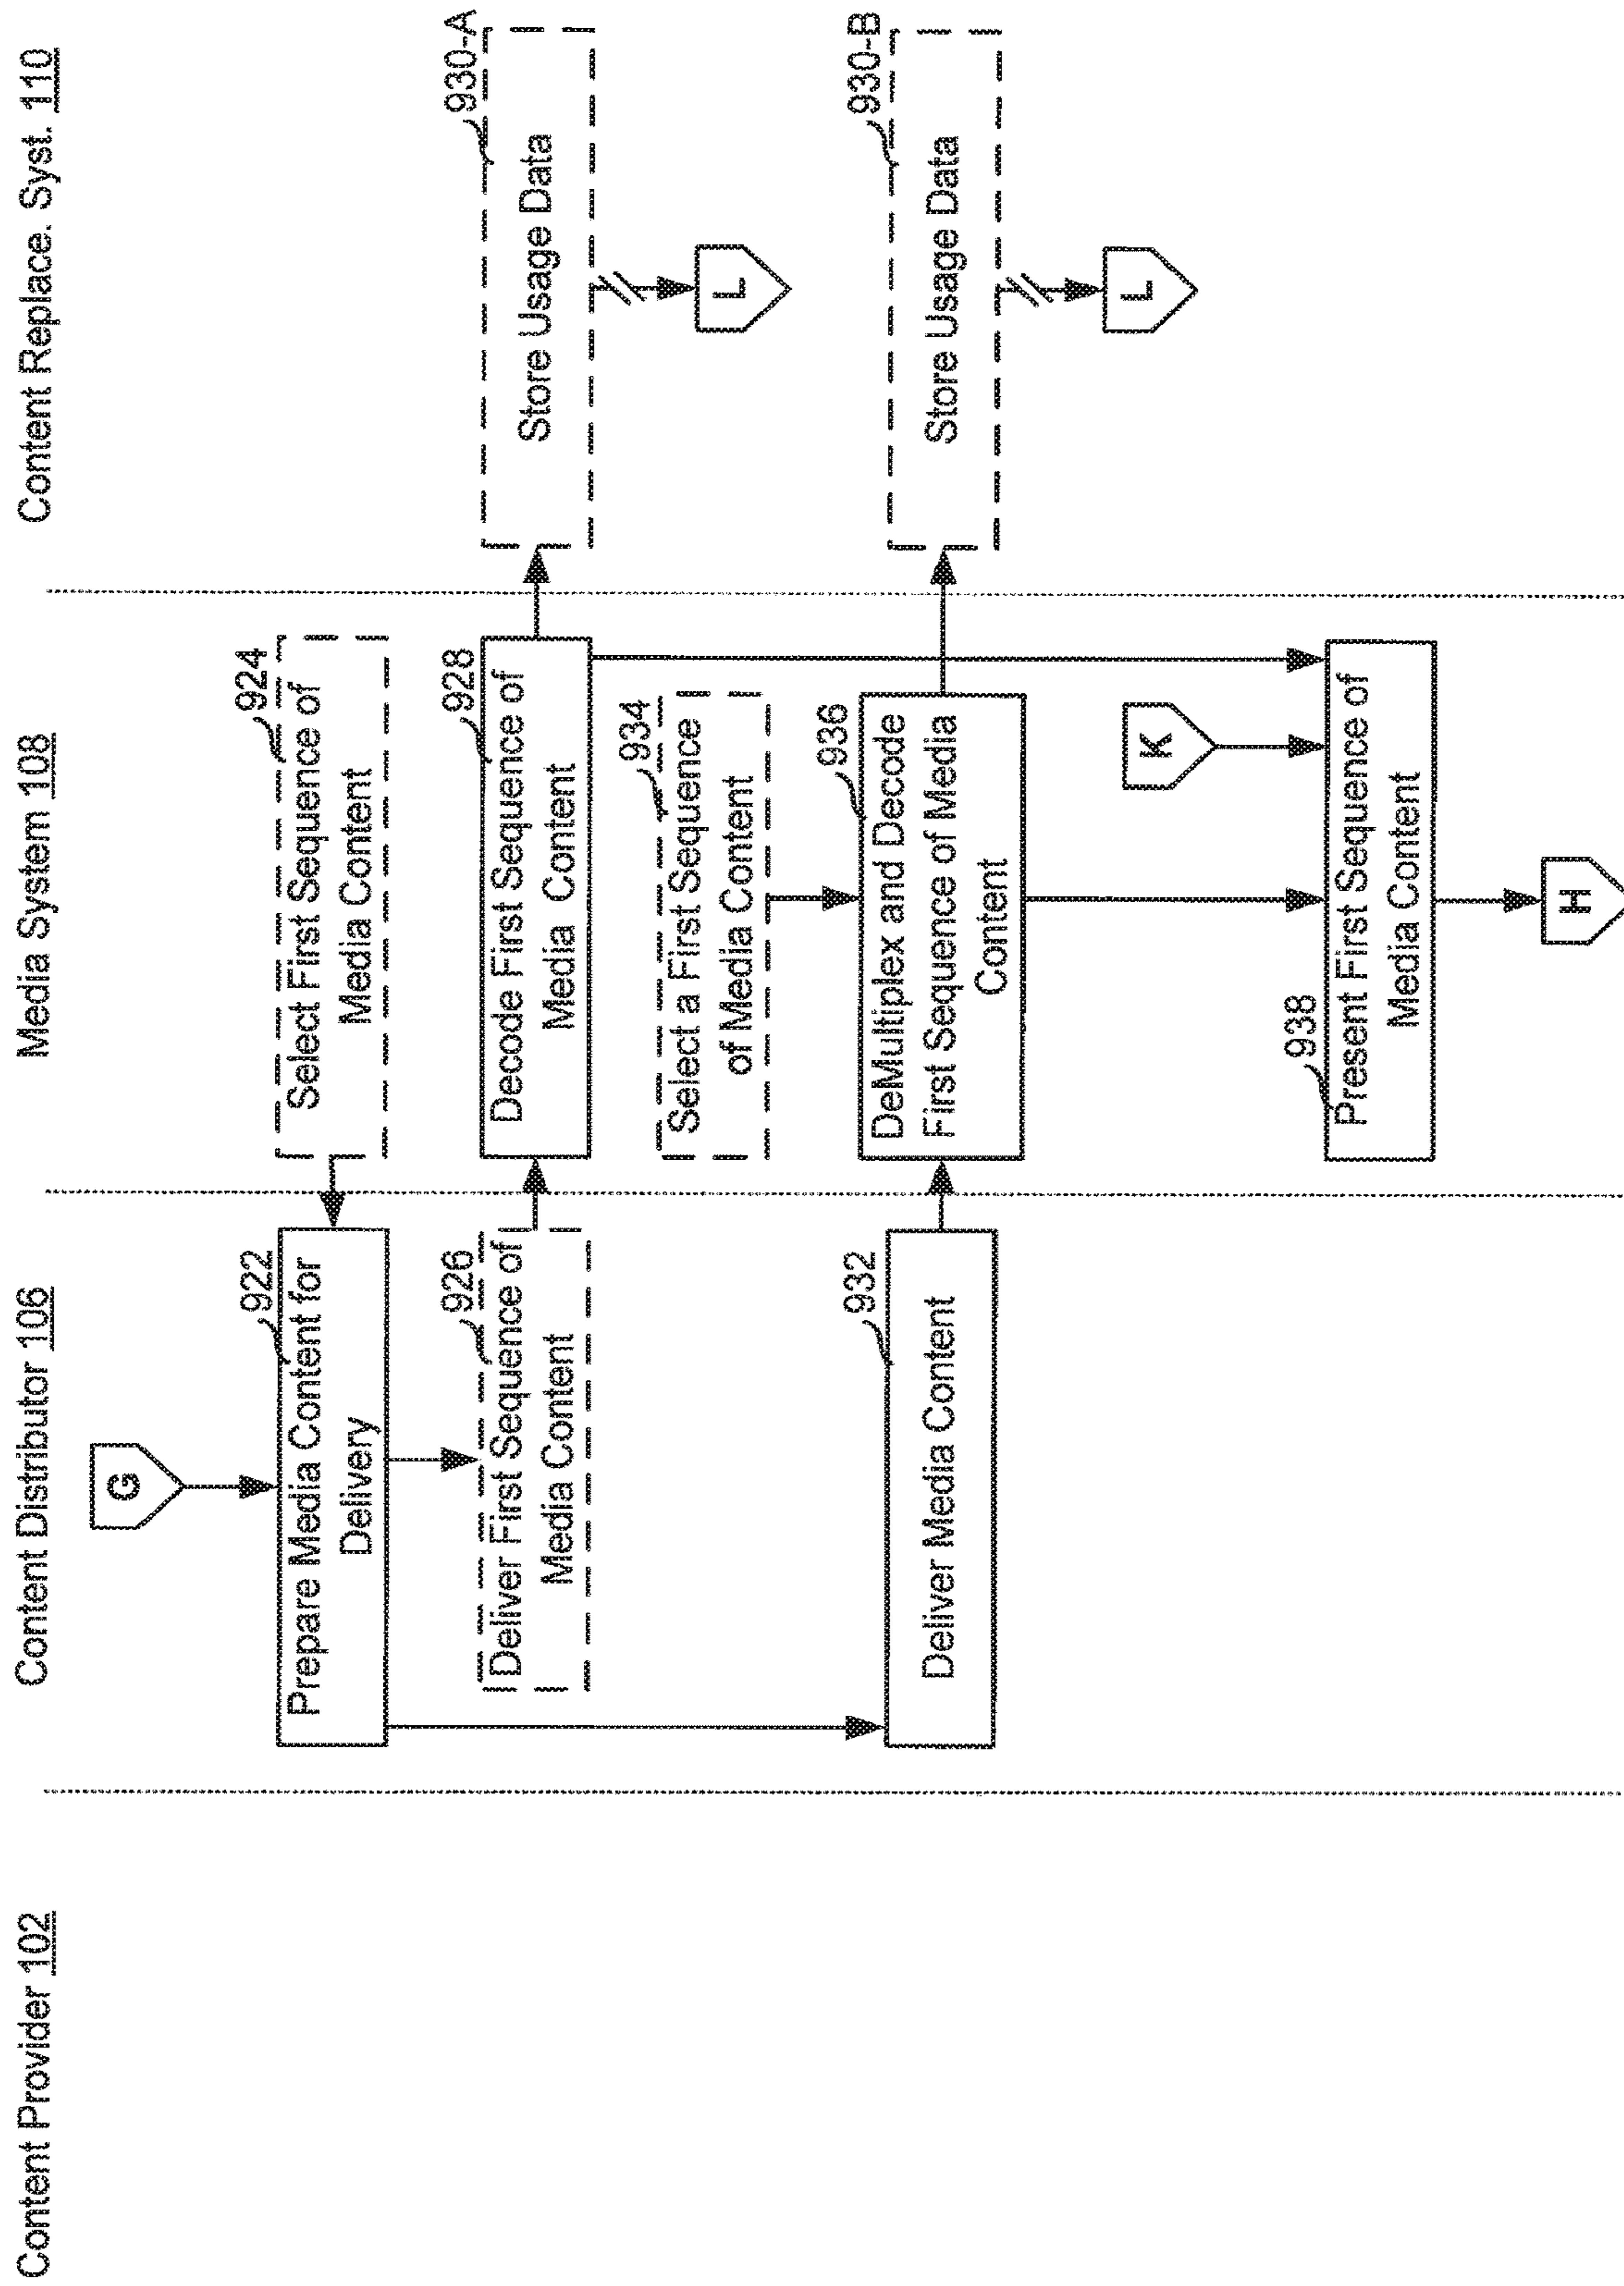 Content Provider 102
Content Distributor 106
Media System 108
Content Replace. Syst. 110
G
922
Prepare Media Content for
Delivery
924
Select First Sequence of
Media Content
926
Deliver First Sequence of
Media Content
928
Decode First Sequence of
Media Content
930-A
Store Usage Data
L
934
Select a First Sequence
of Media Content
932
Deliver Media Content
936
DeMultiplex and Decode
First Sequence of Media
Content
930-B
Store Usage Data
L
K
938
Present First Sequence of
Media Content
H